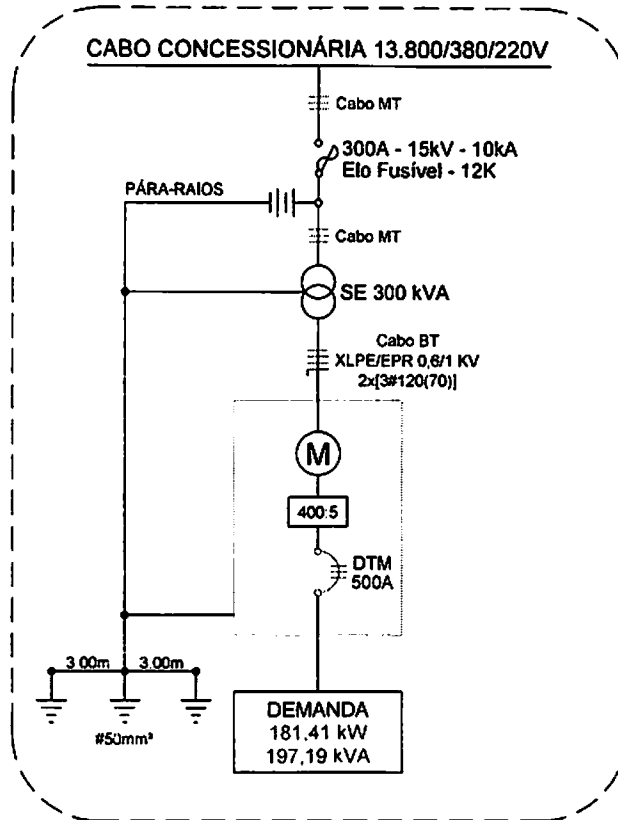 CABO CONCESSIONÁRIA 13.800/380/220V
Cabo MT
300A - 15kV - 10kA
Elo Fusível - 12K
PÁRA-RAIOS
Cabo MT
SE 300 kVA
Cabo BT
XLPE/EPR 0,6/1 KV
2x[3#120(70)]
M
400:5
DTM
500A
3.00m 3.00m
#50mm²
DEMANDA
181,41 kW
197,19 kVA